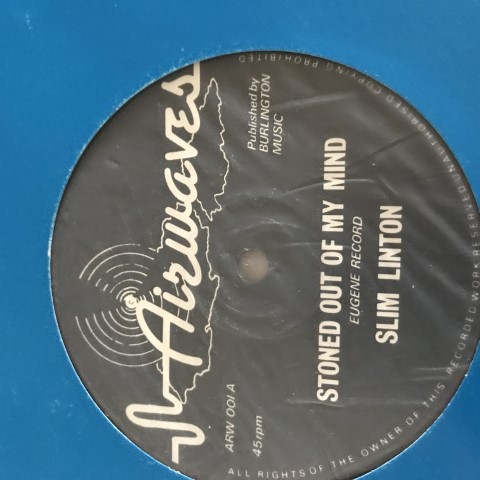 Airwaves
Published by
BURLINGTON
MUSIC
ARW 001 A
45rpm
STONED OUT OF MY MIND
EUGENE RECORD
SLIM LINTON
ALL RIGHTS OF THE OWNER OF THIS RECORDED WORK RESERVED UNAUTHORISED COPYING PROHIBITED